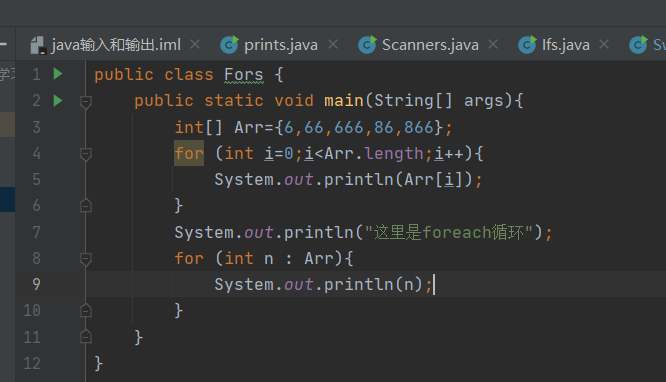 java输入和输出.iml × prints.java × Scanners.java × Ifs.java × Sw
学习
1 public class Fors {
2 public static void main(String[] args){
3 int[] Arr={6,66,666,86,866};
4 for (int i=0;i<Arr.length;i++){
5 System.out.println(Arr[i]);
6 }
7 System.out.println("这里是foreach循环");
8 for (int n : Arr){
9 System.out.println(n);
10 }
11 }
12 }